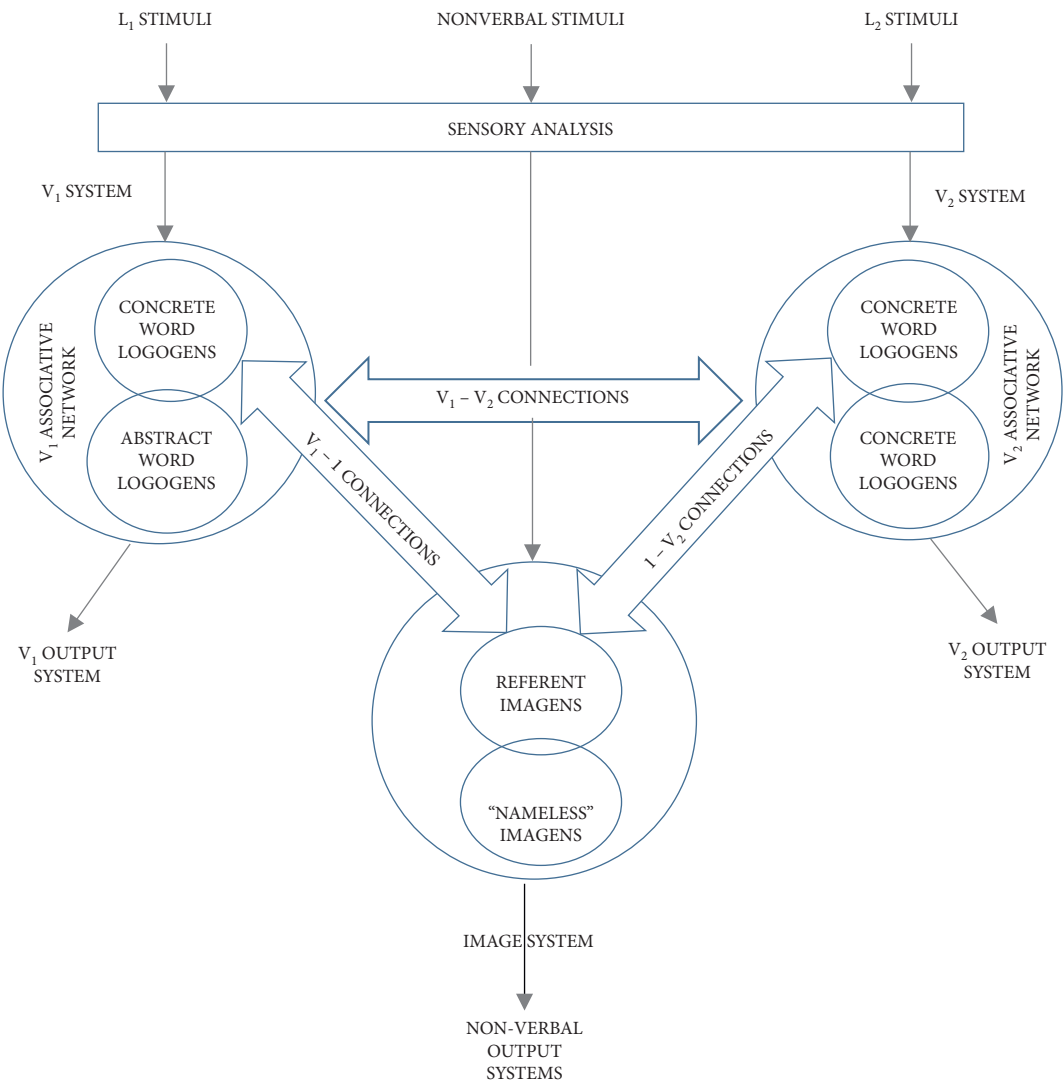 L₁ STIMULI
NONVERBAL STIMULI
L₂ STIMULI
SENSORY ANALYSIS
V₁ SYSTEM
V₂ SYSTEM
V₁ ASSOCIATIVE
NETWORK
CONCRETE
WORD
LOGOGENS
ABSTRACT
WORD
LOGOGENS
V₁ – V₂ CONNECTIONS
CONCRETE
WORD
LOGOGENS
CONCRETE
WORD
LOGOGENS
V₂ ASSOCIATIVE
NETWORK
V₁ – 1 CONNECTIONS
1 – V₂ CONNECTIONS
V₁ OUTPUT
SYSTEM
V₂ OUTPUT
SYSTEM
REFERENT
IMAGENS
“NAMELESS”
IMAGENS
IMAGE SYSTEM
NON-VERBAL
OUTPUT
SYSTEMS